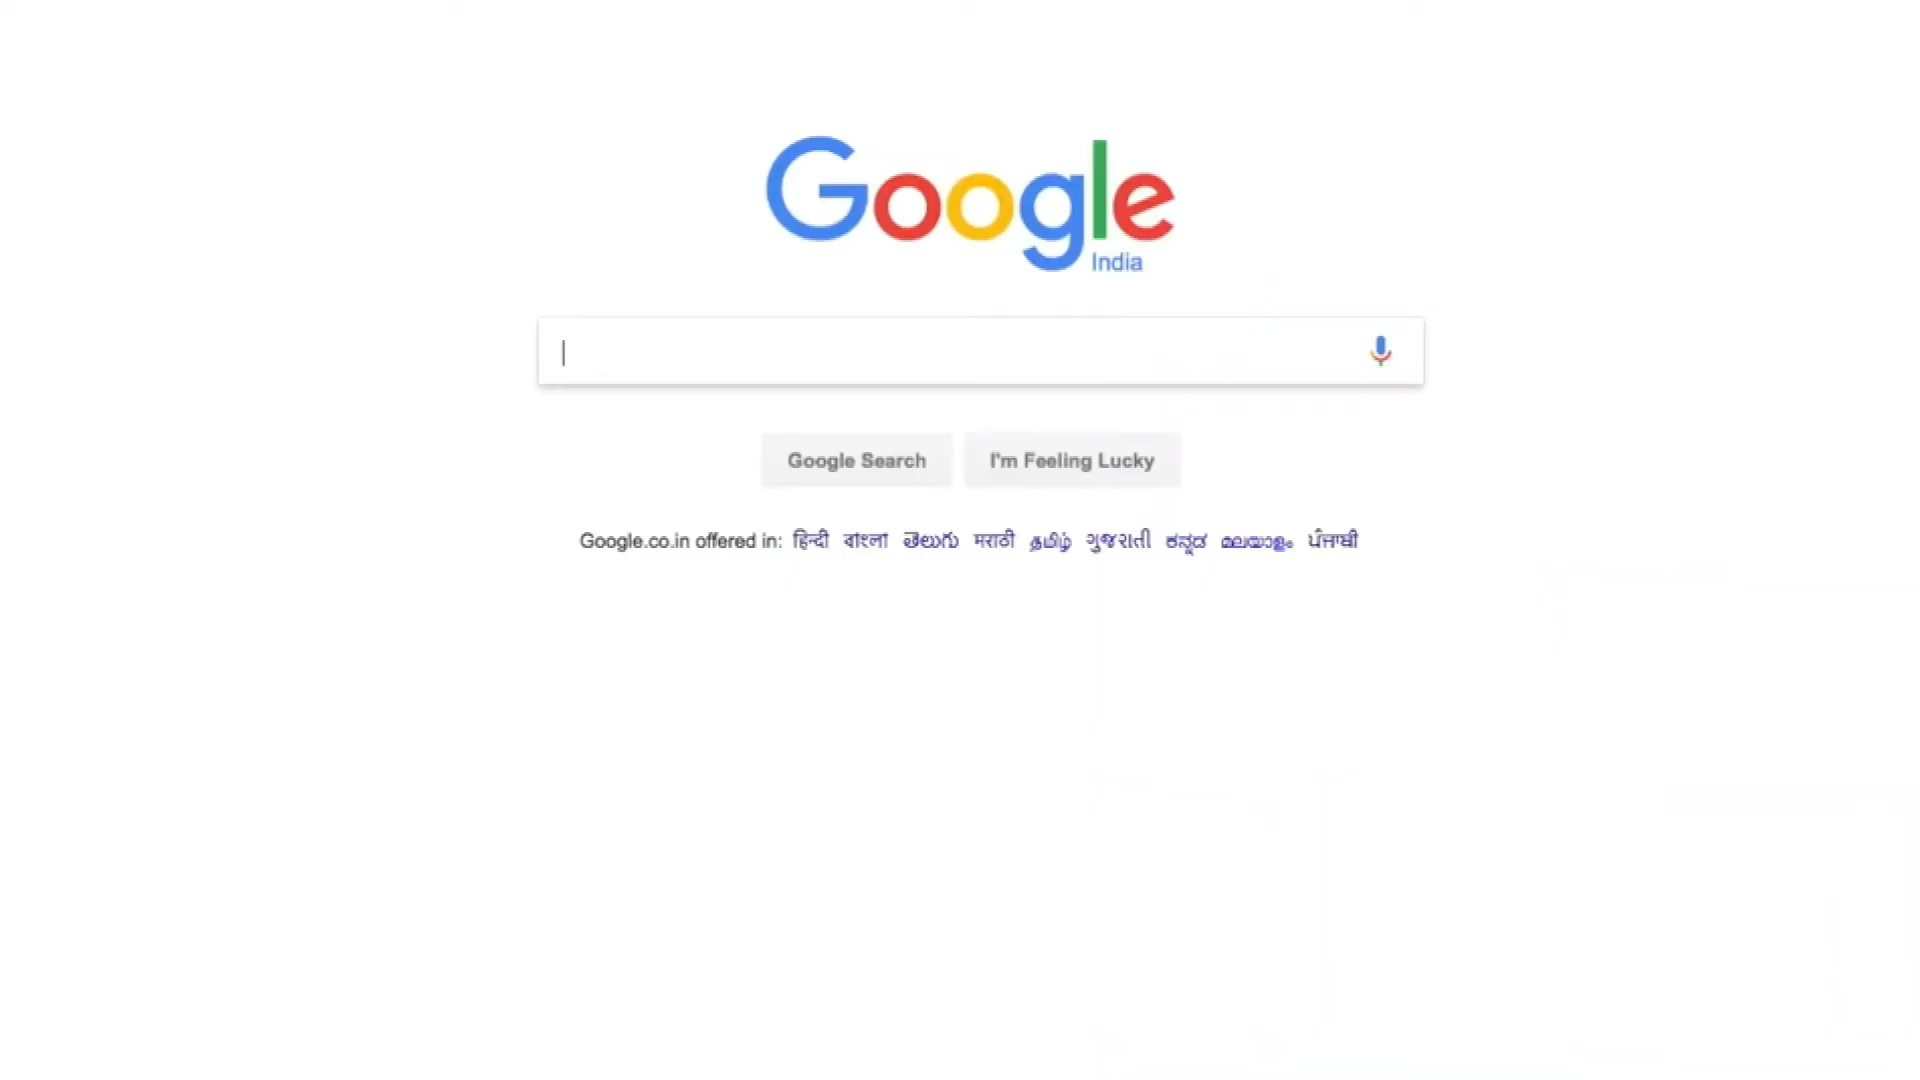 Google
India
Google Search
I'm Feeling Lucky
Google.co.in offered in: हिन्दी বাংলা తెలుగు मराठी தமிழ் ગુજરાતી ಕನ್ನಡ മലയാളം ਪੰਜਾਬੀ